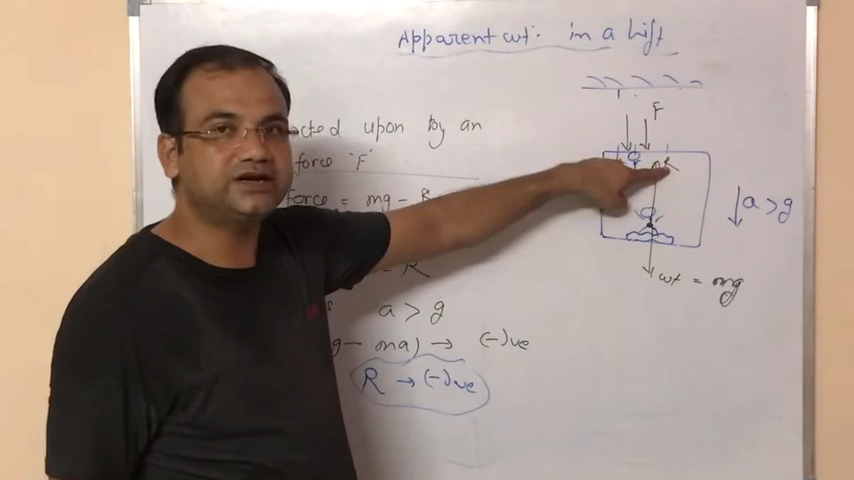 Apparent wt. in a lift
cted upon by an
force 'F'
force = mg - R
- R
a > g
g - ma) → (-)ve
R → (-)ve
F
R
↓ a > g
wt = mg